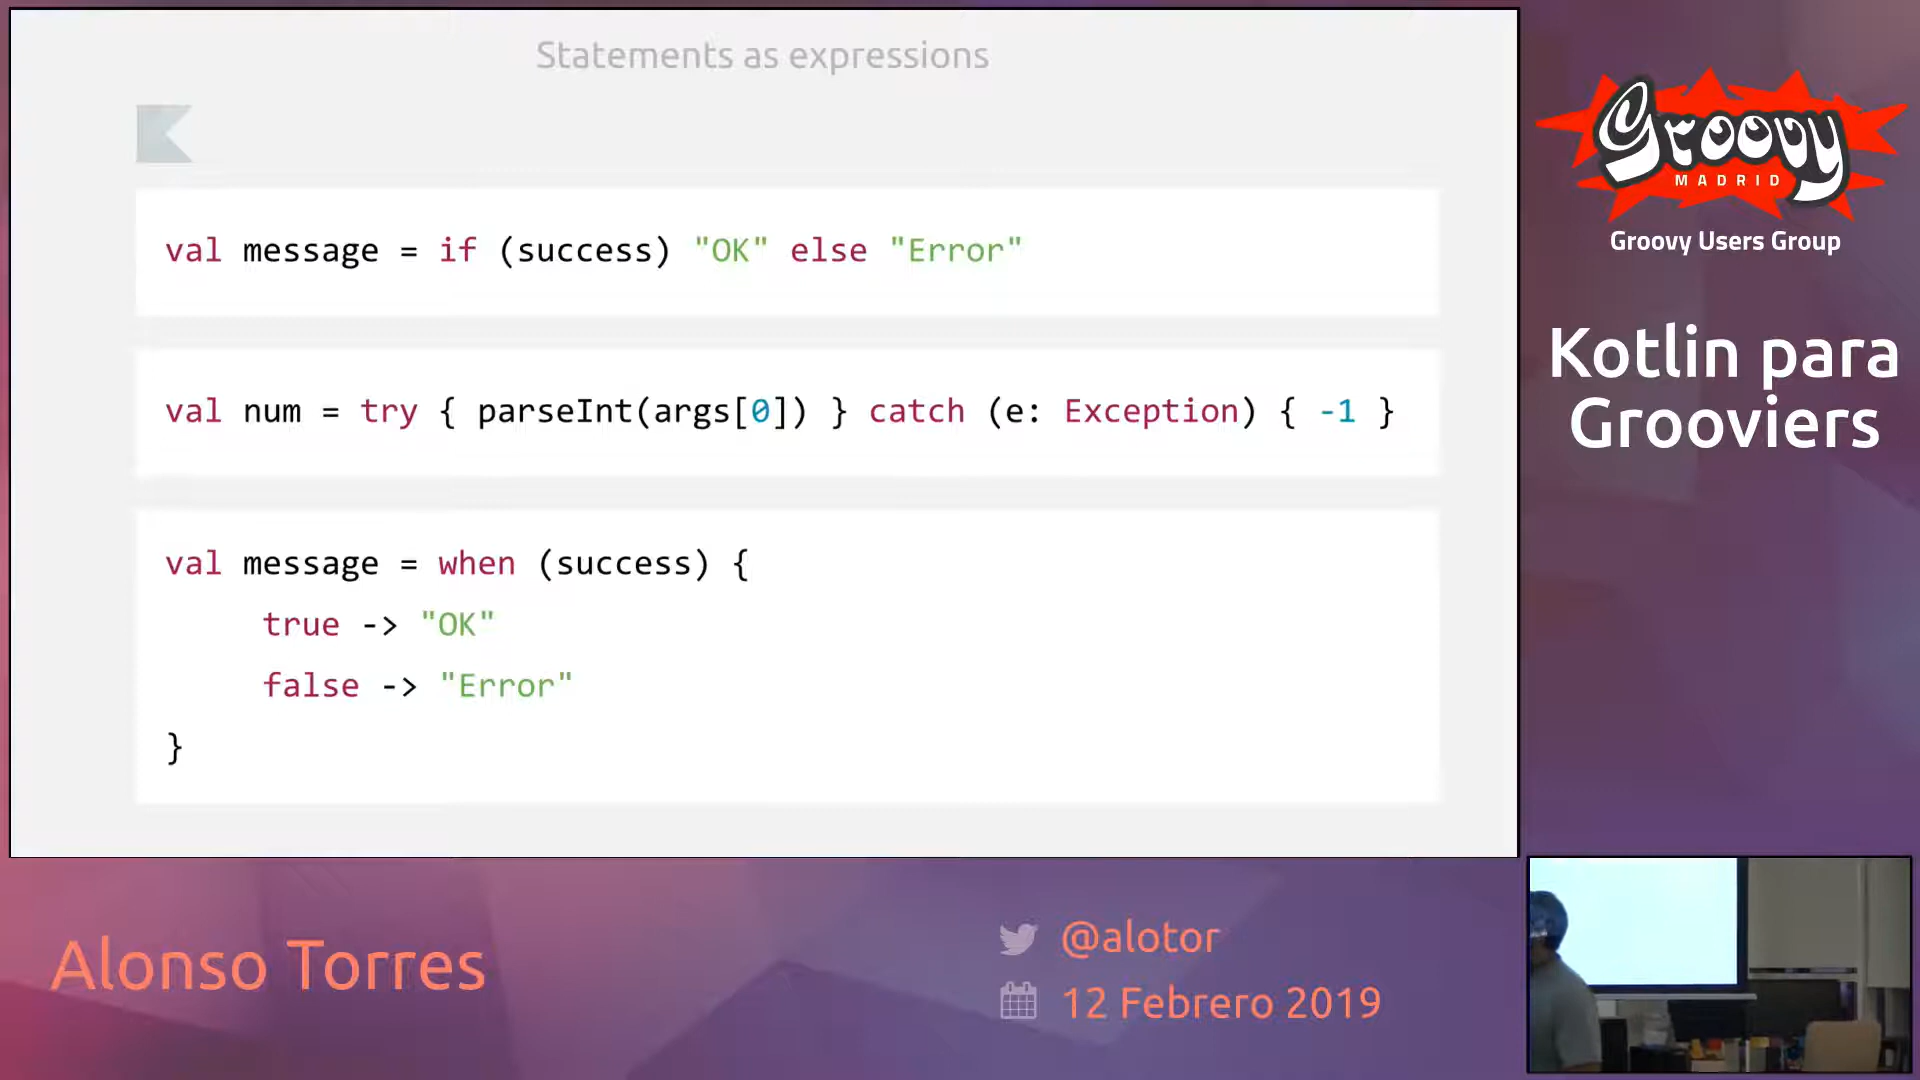 Statements as expressions
val message = if (success) "OK" else "Error"
val num = try { parseInt(args[0]) } catch (e: Exception) { -1 }
val message = when (success) {
true -> "OK"
false -> "Error"
}
Groovy
MADRID
Groovy Users Group
Kotlin para
Grooviers
Alonso Torres
@alotor
12 Febrero 2019